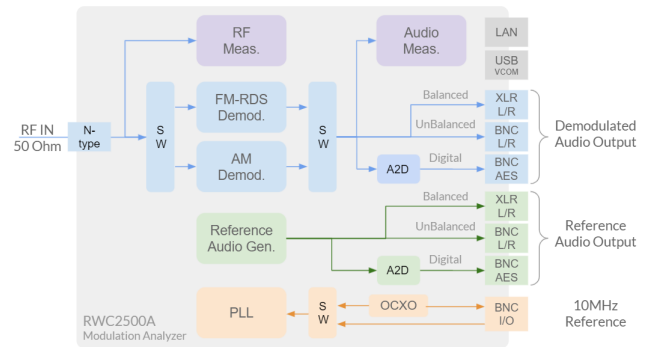 RF
Meas.
Audio
Meas.
LAN
USB
VCOM
FM-RDS
Demod.
Balanced
XLR
L/R
RF IN
50 Ohm
N-
type
S
W
S
W
UnBalanced
BNC
L/R
Demodulated
Audio Output
AM
Demod.
A2D
Digital
BNC
AES
Balanced
XLR
L/R
Reference
Audio Gen.
UnBalanced
BNC
L/R
Reference
Audio Output
A2D
Digital
BNC
AES
PLL
S
W
OCXO
BNC
I/O
10MHz
Reference
RWC2500A
Modulation Analyzer